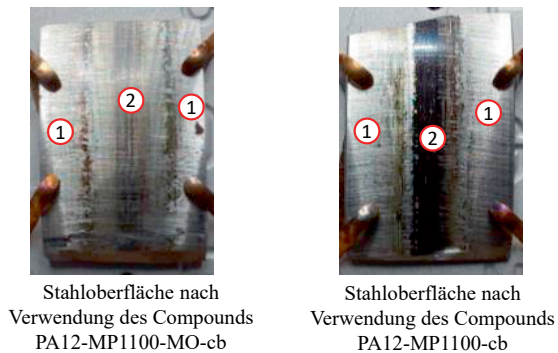 1
2
1
1
2
1
Stahloberfläche nach
Verwendung des Compounds
PA12-MP1100-MO-cb
Stahloberfläche nach
Verwendung des Compounds
PA12-MP1100-cb